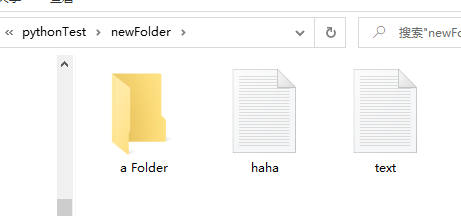 « pythonTest › newFolder ›
搜索"newFo
a Folder
haha
text